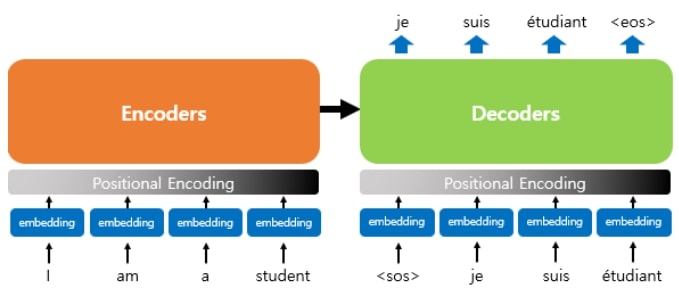 je suis étudiant <eos>
Encoders Decoders
Positional Encoding Positional Encoding
embedding embedding embedding embedding embedding embedding embedding embedding
I am a student <sos> je suis étudiant